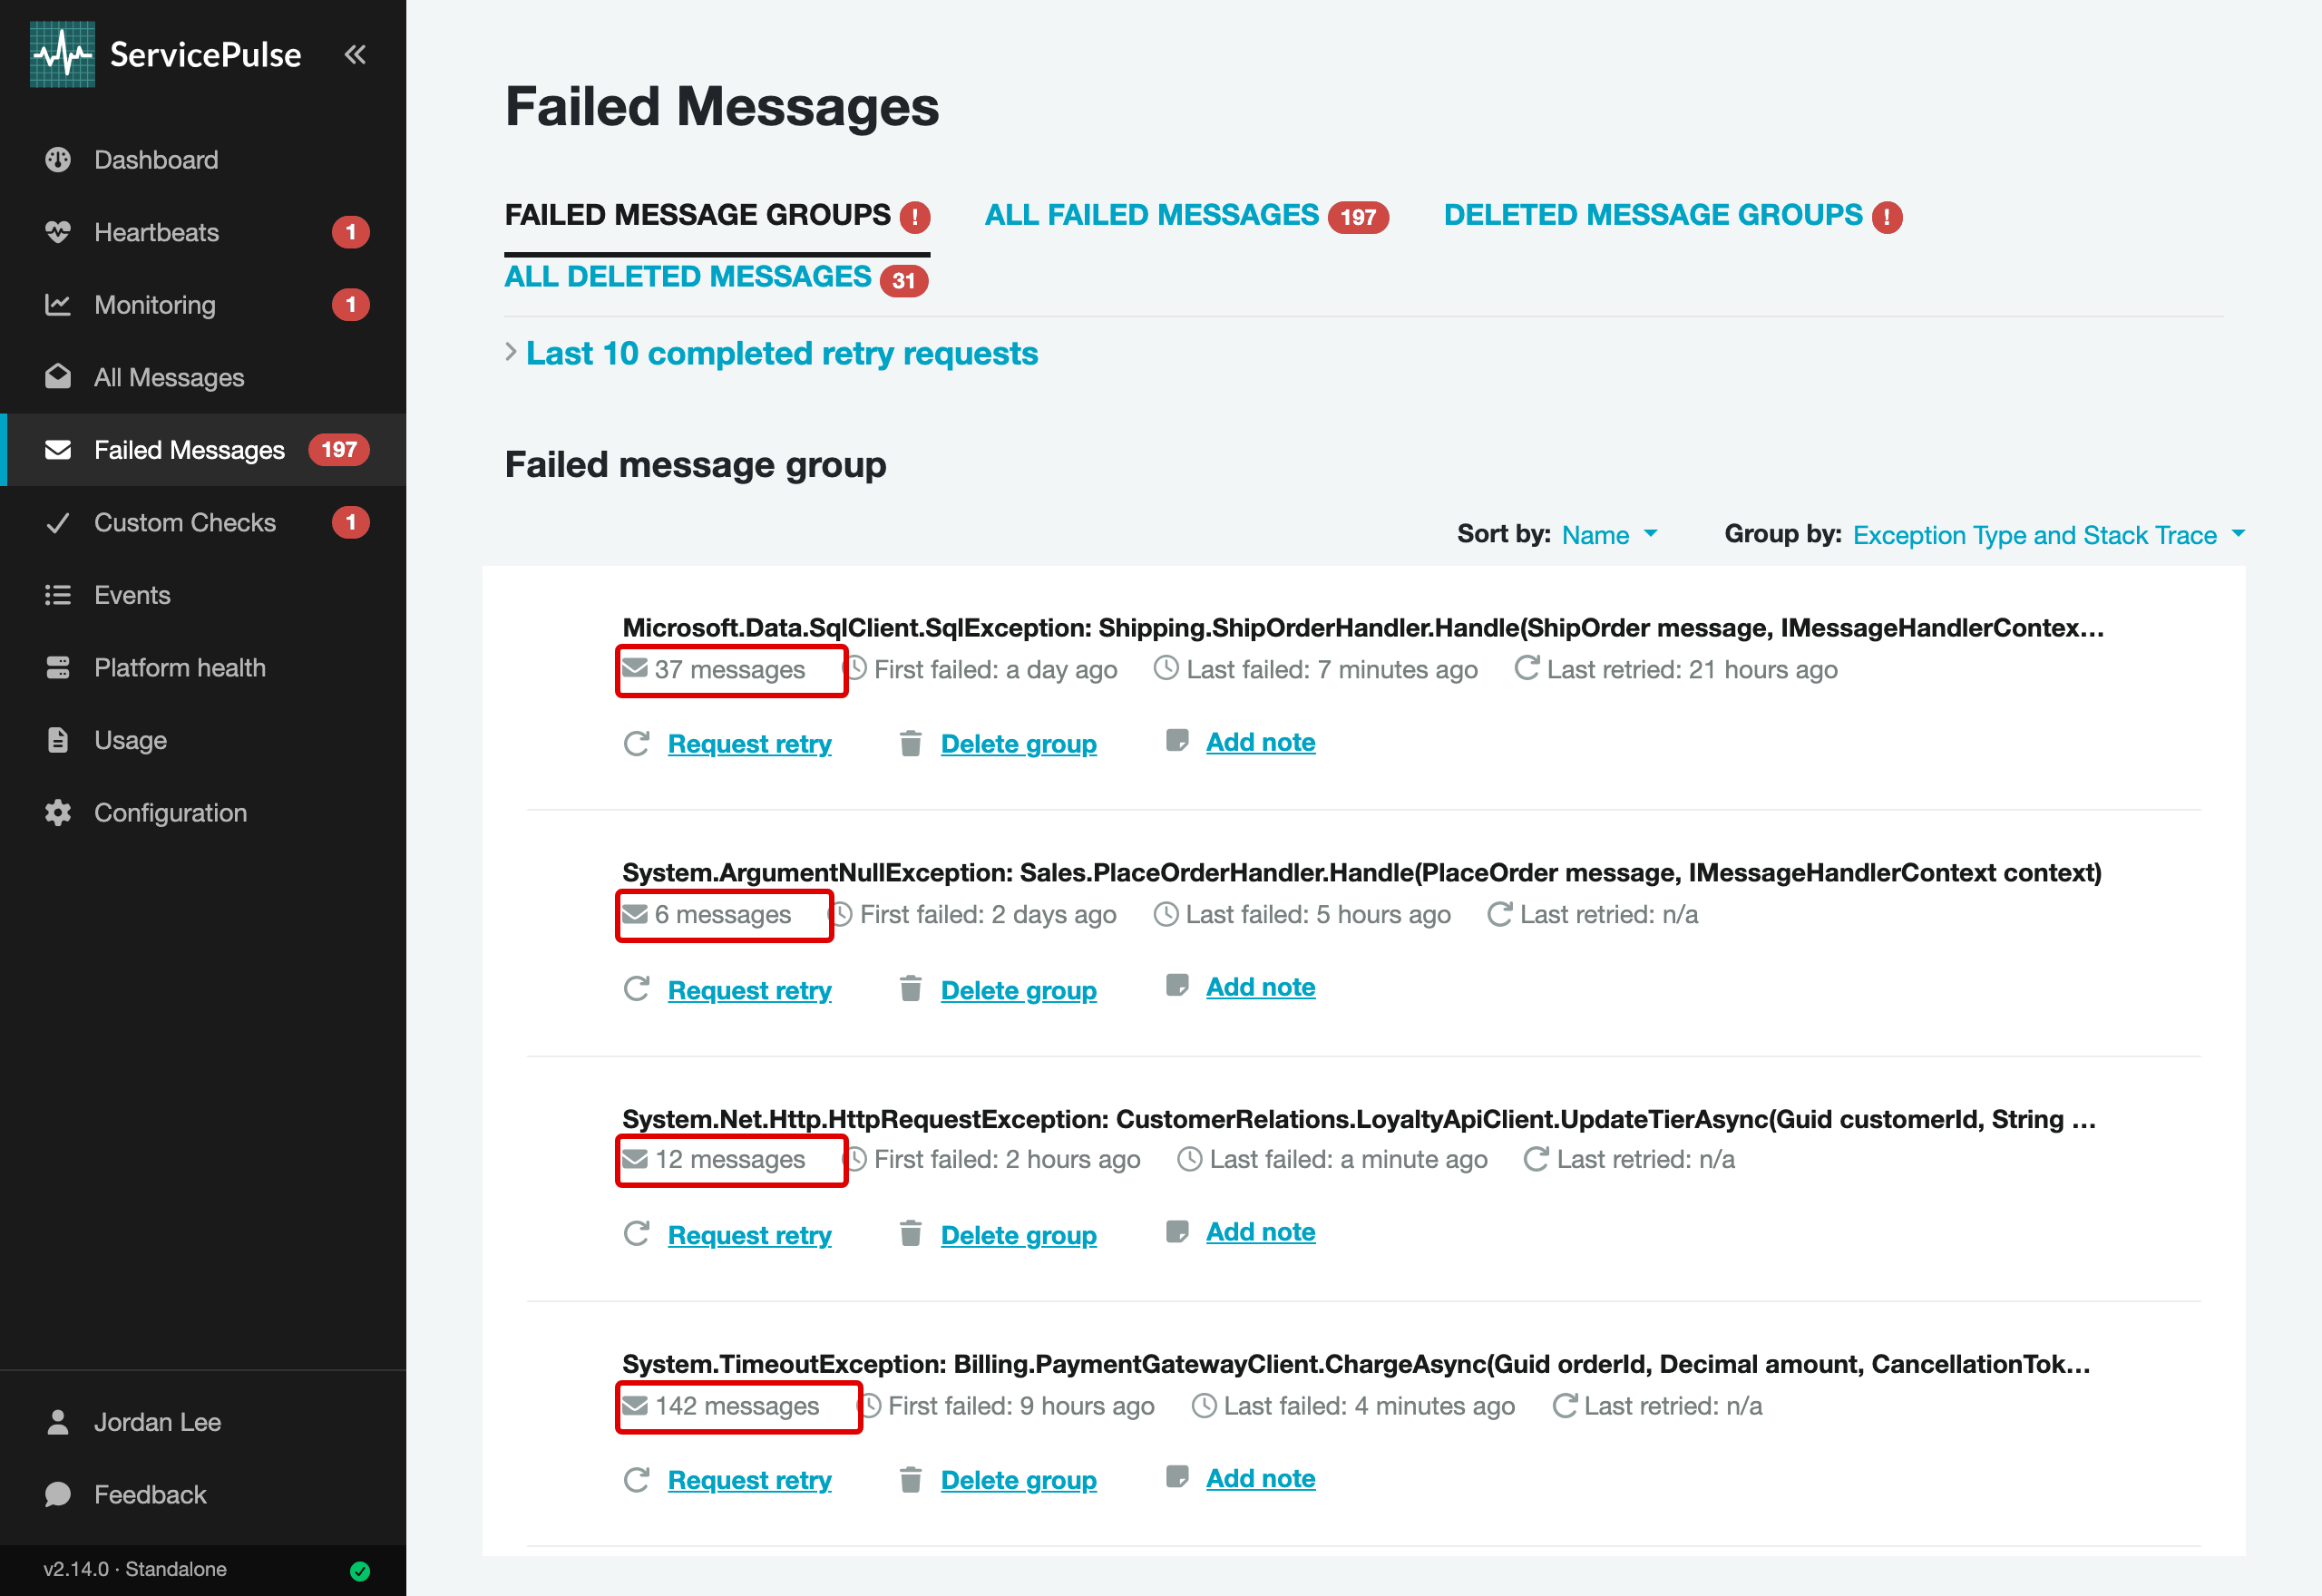 ServicePulse
Dashboard
Heartbeats 1
Monitoring 1
All Messages
Failed Messages 197
Custom Checks 1
Events
Platform health
Usage
Configuration
Jordan Lee
Feedback
v2.14.0 · Standalone
Failed Messages
FAILED MESSAGE GROUPS ! ALL FAILED MESSAGES 197 DELETED MESSAGE GROUPS !
ALL DELETED MESSAGES 31
Last 10 completed retry requests
Failed message group
Sort by: Name Group by: Exception Type and Stack Trace
Microsoft.Data.SqlClient.SqlException: Shipping.ShipOrderHandler.Handle(ShipOrder message, IMessageHandlerContex...
37 messages First failed: a day ago Last failed: 7 minutes ago Last retried: 21 hours ago
Request retry Delete group Add note
System.ArgumentNullException: Sales.PlaceOrderHandler.Handle(PlaceOrder message, IMessageHandlerContext context)
6 messages First failed: 2 days ago Last failed: 5 hours ago Last retried: n/a
Request retry Delete group Add note
System.Net.Http.HttpRequestException: CustomerRelations.LoyaltyApiClient.UpdateTierAsync(Guid customerId, String ...
12 messages First failed: 2 hours ago Last failed: a minute ago Last retried: n/a
Request retry Delete group Add note
System.TimeoutException: Billing.PaymentGatewayClient.ChargeAsync(Guid orderId, Decimal amount, CancellationTok...
142 messages First failed: 9 hours ago Last failed: 4 minutes ago Last retried: n/a
Request retry Delete group Add note